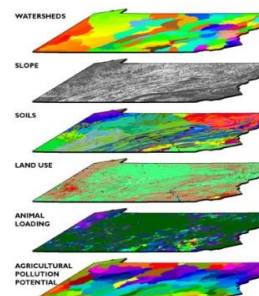 WATERSHEDS
SLOPE
SOILS
LAND USE
ANIMAL
LOADING
AGRICULTURAL
POLLUTION
POTENTIAL